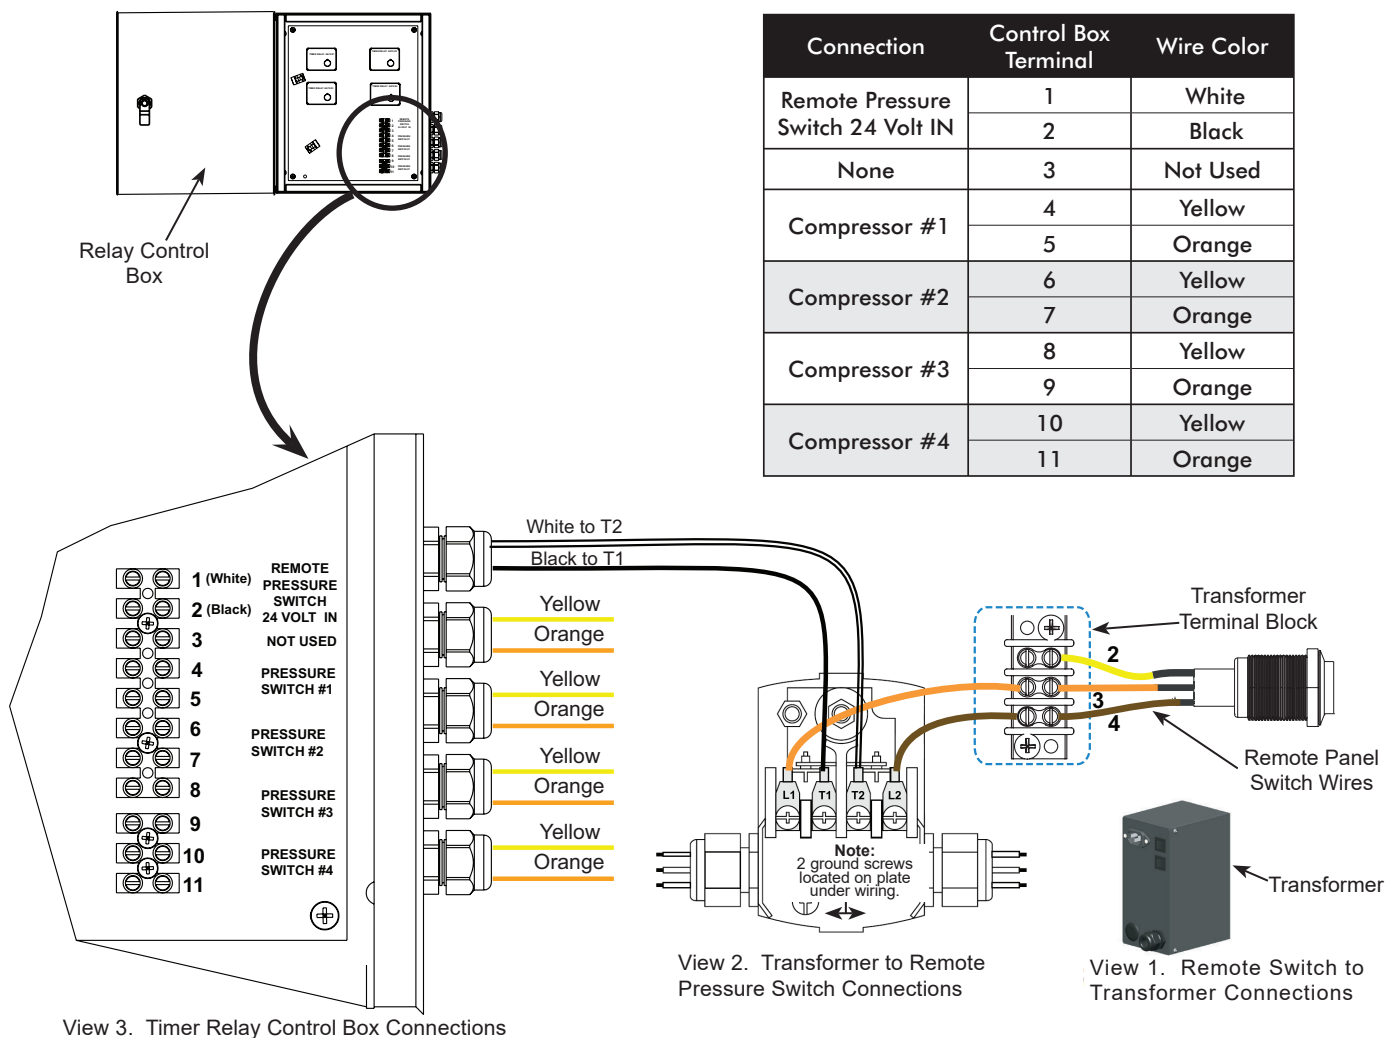 Relay Control
Box
Connection
Control Box
Terminal
Wire Color
Remote Pressure
Switch 24 Volt IN
1
White
2
Black
None
3
Not Used
Compressor #1
4
Yellow
5
Orange
Compressor #2
6
Yellow
7
Orange
Compressor #3
8
Yellow
9
Orange
Compressor #4
10
Yellow
11
Orange
1 (White)
2 (Black)
3
4
5
6
7
8
9
10
11
REMOTE
PRESSURE
SWITCH
24 VOLT IN
NOT USED
PRESSURE
SWITCH #1
PRESSURE
SWITCH #2
PRESSURE
SWITCH #3
PRESSURE
SWITCH #4
White to T2
Black to T1
Yellow
Orange
Yellow
Orange
Yellow
Orange
Yellow
Orange
View 3. Timer Relay Control Box Connections
L1
T1
T2
L2
Note:
2 ground screws
located on plate
under wiring.
View 2. Transformer to Remote
Pressure Switch Connections
Transformer
Terminal Block
2
3
4
Remote Panel
Switch Wires
Transformer
View 1. Remote Switch to
Transformer Connections